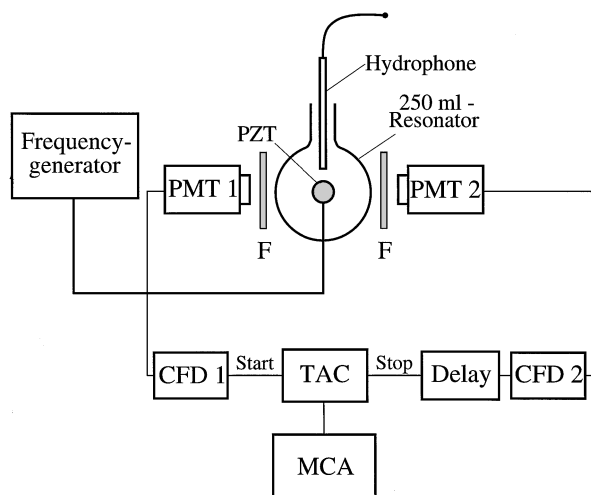 Hydrophone
250 ml -
Resonator
PZT
Frequency-
generator
PMT 1
PMT 2
F
F
CFD 1
Start
TAC
Stop
Delay
CFD 2
MCA